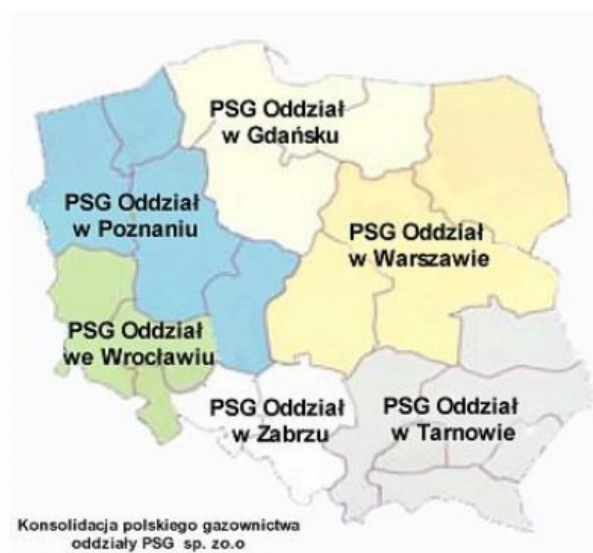 PSG Oddział
w Gdańsku
PSG Oddział
w Poznaniu
PSG Oddział
w Warszawie
PSG Oddział
we Wrocławiu
PSG Oddział
w Zabrzu
PSG Oddział
w Tarnowie
Konsolidacja polskiego gazownictwa
oddziały PSG sp. zo.o